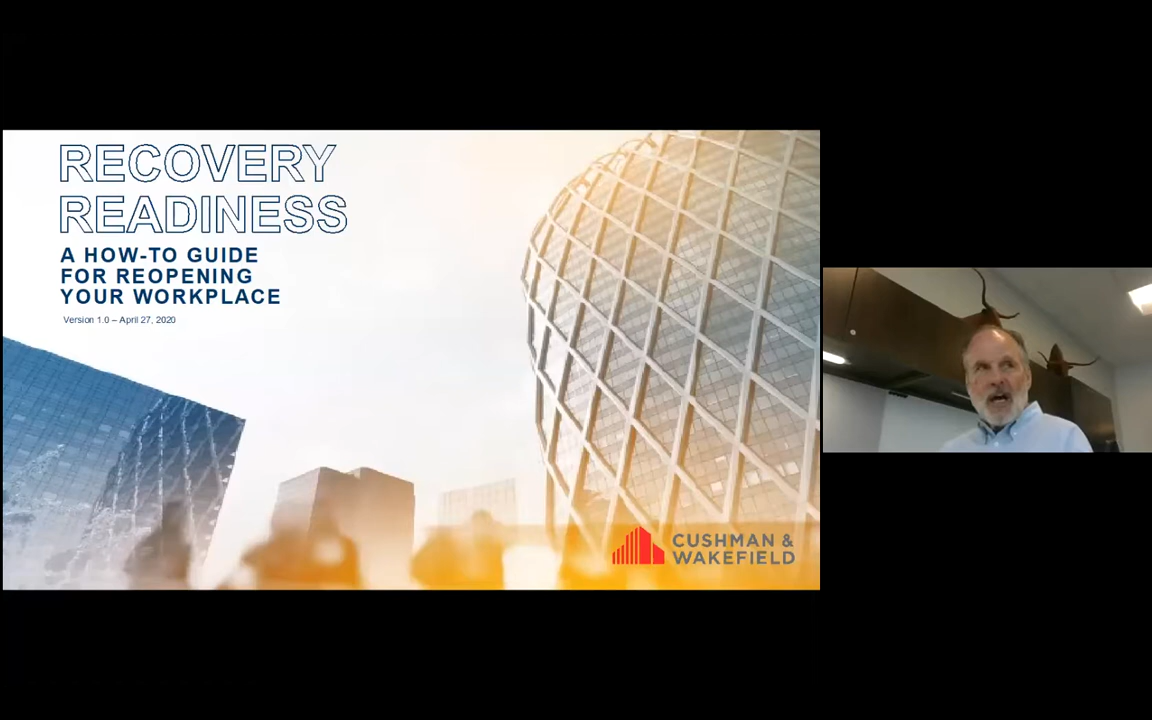 RECOVERY
READINESS
A HOW-TO GUIDE
FOR REOPENING
YOUR WORKPLACE
Version 1.0 – April 27, 2020
CUSHMAN &
WAKEFIELD